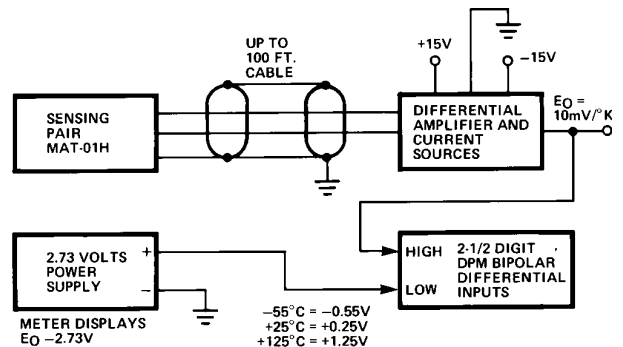 +15V
–15V
UP TO
100 FT.
CABLE
SENSING
PAIR
MAT-01H
DIFFERENTIAL
AMPLIFIER AND
CURRENT
SOURCES
EO =
10mV/°K
2.73 VOLTS
POWER
SUPPLY
+
–
HIGH
LOW
2-1/2 DIGIT
DPM BIPOLAR
DIFFERENTIAL
INPUTS
METER DISPLAYS
EO –2.73V
–55°C = –0.55V
+25°C = +0.25V
+125°C = +1.25V